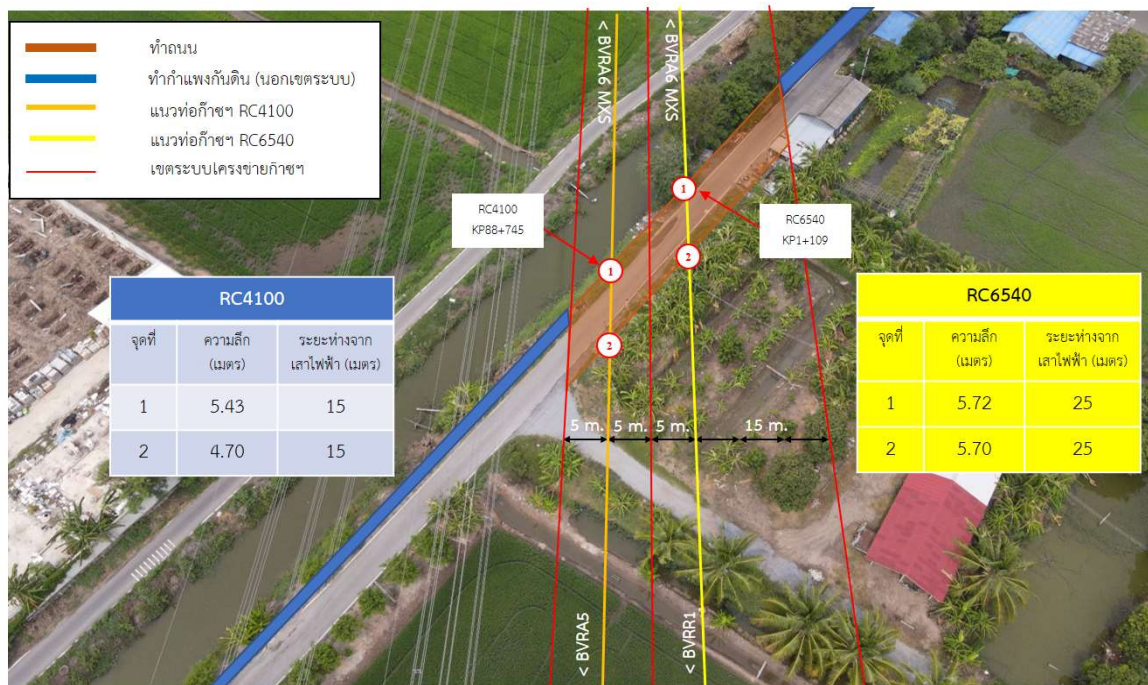 ทำถนน
ทำกำแพงกันดิน (นอกเขตระบบ)
แนวท่อก๊าซฯ RC4100
แนวท่อก๊าซฯ RC6540
เขตระบบโครงข่ายก๊าซฯ
< BVRA6 MXS
< BVRA6 MXS
RC4100
KP88+745
RC6540
KP1+109
1
2
1
2
RC4100
จุดที่
ความลึก
(เมตร)
ระยะห่างจาก
เสาไฟฟ้า (เมตร)
1
5.43
15
2
4.70
15
RC6540
จุดที่
ความลึก
(เมตร)
ระยะห่างจาก
เสาไฟฟ้า (เมตร)
1
5.72
25
2
5.70
25
5 m.
5 m.
5 m.
15 m.
< BVRA5
< BVRR1